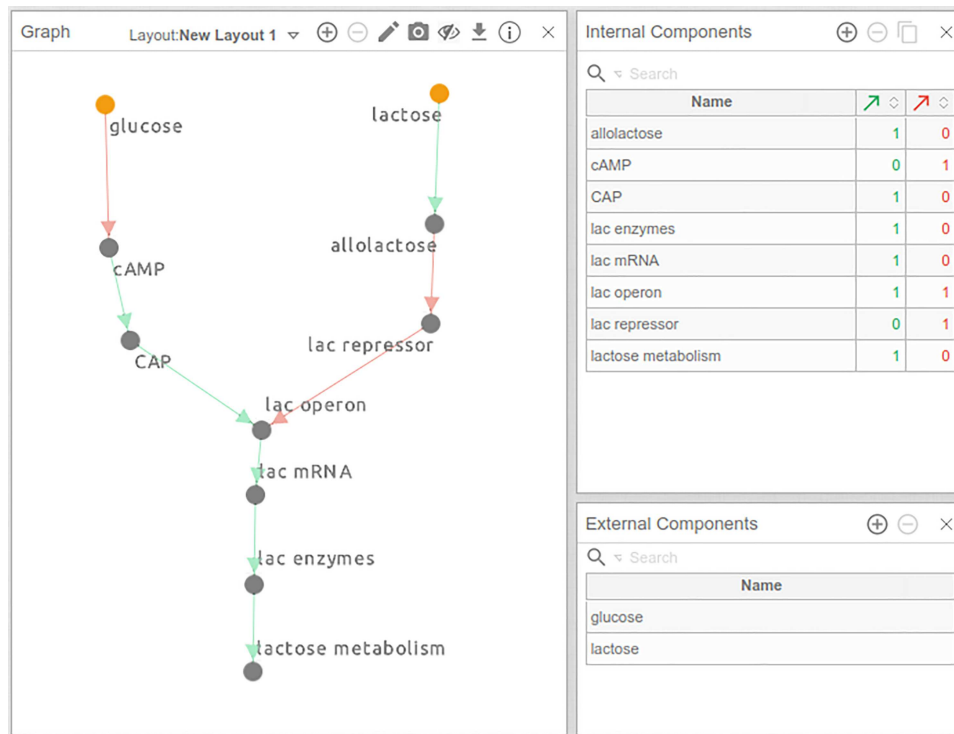 Graph
Layout:New Layout 1
glucose
lactose
cAMP
allolactose
CAP
lac repressor
lac operon
lac mRNA
lac enzymes
lactose metabolism
Internal Components
Search
Name
allolactose 1 0
cAMP 0 1
CAP 1 0
lac enzymes 1 0
lac mRNA 1 0
lac operon 1 1
lac repressor 0 1
lactose metabolism 1 0
External Components
Search
Name
glucose
lactose